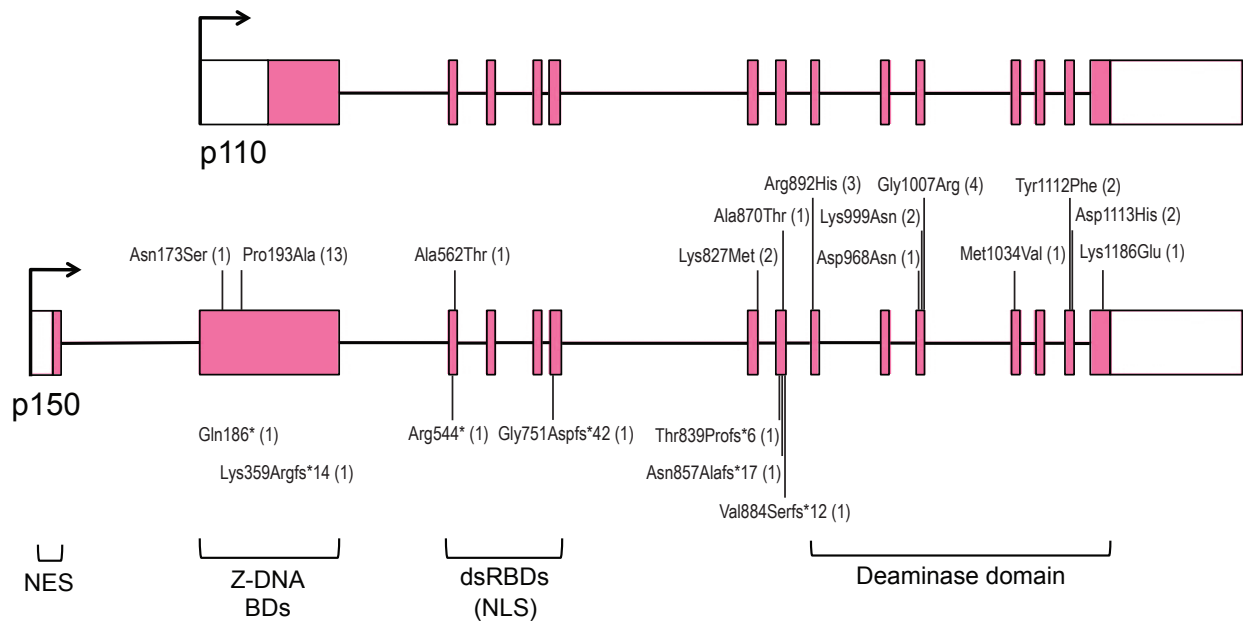 p110
Arg892His (3)
Gly1007Arg (4)
Tyr1112Phe (2)
Ala870Thr (1)
Lys999Asn (2)
Asp1113His (2)
Asn173Ser (1)
Pro193Ala (13)
Ala562Thr (1)
Lys827Met (2)
Asp968Asn (1)
Met1034Val (1)
Lys1186Glu (1)
p150
Gln186* (1)
Arg544* (1)
Gly751Aspfs*42 (1)
Thr839Profs*6 (1)
Lys359Argfs*14 (1)
Asn857Alafs*17 (1)
Val884Serfs*12 (1)
NES
Z-DNA
BDs
dsRBDs
(NLS)
Deaminase domain